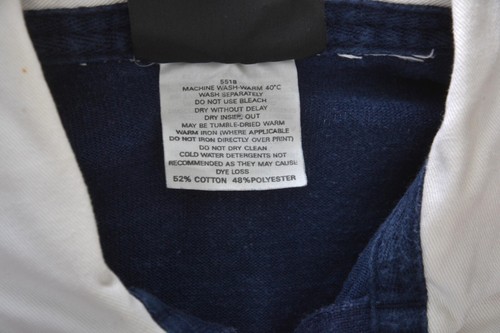 5518
MACHINE WASH-WARM 40°C
WASH SEPARATELY
DO NOT USE BLEACH
DRY WITHOUT DELAY
DRY INSIDE OUT
MAY BE TUMBLE-DRIED WARM
WARM IRON (WHERE APPLICABLE
DO NOT IRON DIRECTLY OVER PRINT)
DO NOT DRY CLEAN
COLD WATER DETERGENTS NOT
RECOMMENDED AS THEY MAY CAUSE
DYE LOSS
52% COTTON 48%POLYESTER